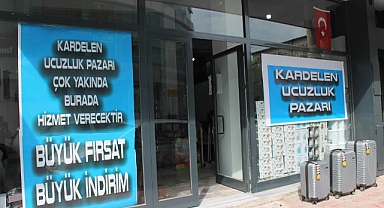 KARDELEN
UCUZLUK PAZARI
ÇOK YAKINDA
BURADA
HİZMET VERECEKTİR
BÜYÜK FIRSAT
BÜYÜK İNDİRİM
KARDELEN
UCUZLUK
PAZARI